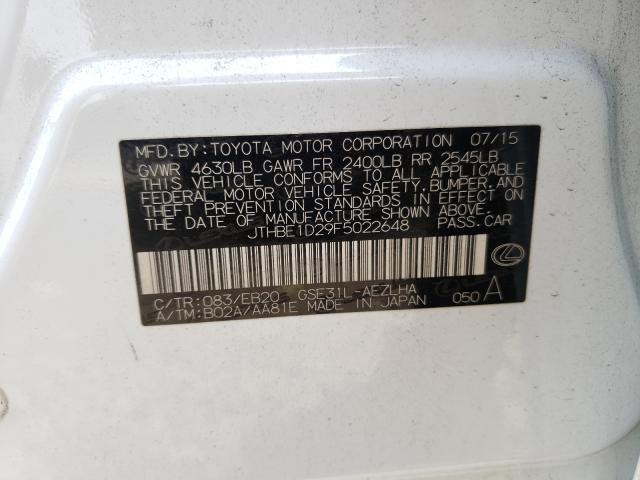 MFD. BY: TOYOTA MOTOR CORPORATION 07/15
GVWR 4630LB GAWR FR 2400LB RR 2545LB
THIS VEHICLE CONFORMS TO ALL APPLICABLE
FEDERAL MOTOR VEHICLE SAFETY, BUMPER, AND
THEFT PREVENTION STANDARDS IN EFFECT ON
THE DATE OF MANUFACTURE SHOWN ABOVE.
JTHBE1D29F5022648 PASS. CAR
C/TR: 083/EB20 GSE31L-AEZLHA
A/TM: B02A/AA81E MADE IN JAPAN 050 A